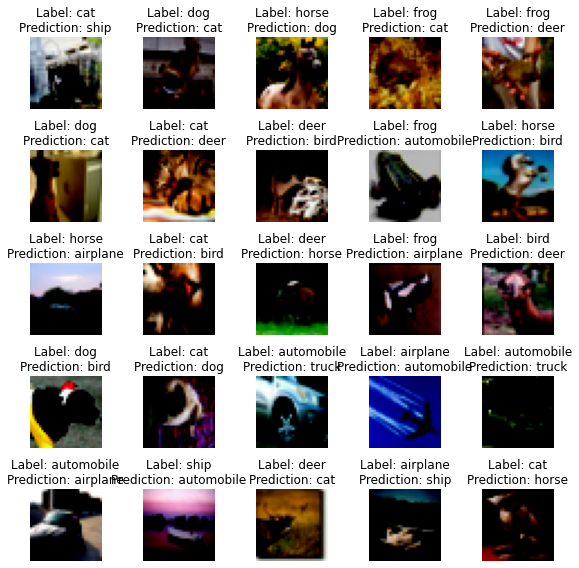 Label: cat
Prediction: ship
Label: dog
Prediction: cat
Label: horse
Prediction: dog
Label: frog
Prediction: cat
Label: frog
Prediction: deer
Label: dog
Prediction: cat
Label: cat
Prediction: deer
Label: deer
Prediction: bird
Label: frog
Prediction: automobile
Label: horse
Prediction: bird
Label: horse
Prediction: airplane
Label: cat
Prediction: bird
Label: deer
Prediction: horse
Label: frog
Prediction: airplane
Label: bird
Prediction: deer
Label: dog
Prediction: bird
Label: cat
Prediction: dog
Label: automobile
Prediction: truck
Label: airplane
Prediction: automobile
Label: automobile
Prediction: truck
Label: automobile
Prediction: airplane
Label: ship
Prediction: automobile
Label: deer
Prediction: cat
Label: airplane
Prediction: ship
Label: cat
Prediction: horse